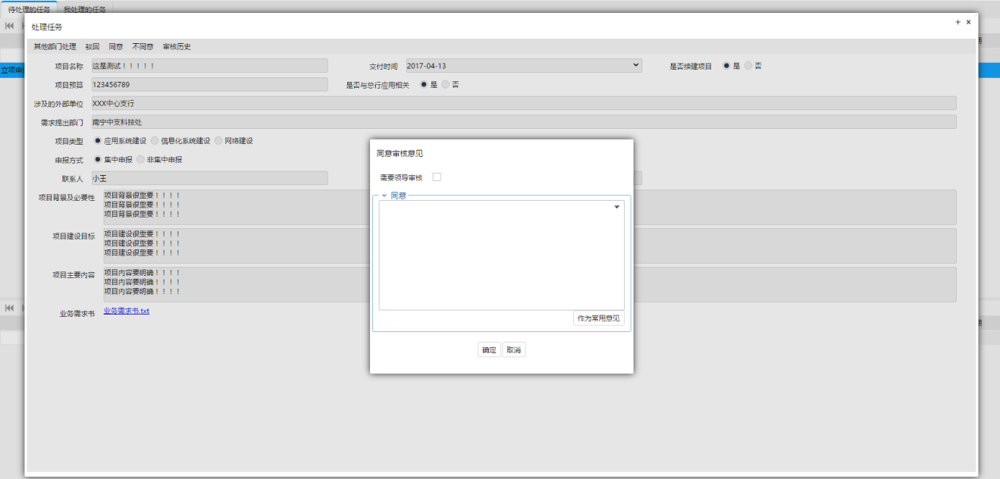 待处理的任务 我处理的任务
处理任务
其他部门处理 驳回 同意 不同意 审核历史
项目名称 这是测试！！！！！ 交付时间 2017-04-13 是否续建项目 是 否
立项申
项目预算 123456789 是否与总行应用相关 是 否
涉及的外部单位 XXX中心支行
需求提出部门 南宁中支科技处
项目类型 应用系统建设 信息化系统建设 网络建设
申报方式 集中申报 非集中申报
联系人 小王
项目背景及必要性 项目背景很重要！！！！
项目背景很重要！！！！
项目背景很重要！！！！
项目建设目标 项目建设很重要！！！！
项目建设很重要！！！！
项目建设很重要！！！！
项目主要内容 项目内容要明确！！！！
项目内容要明确！！！！
项目内容要明确！！！！
业务需求书 业务需求书.txt
同意审核意见
需要领导审核
同意
作为常用意见
确定 取消